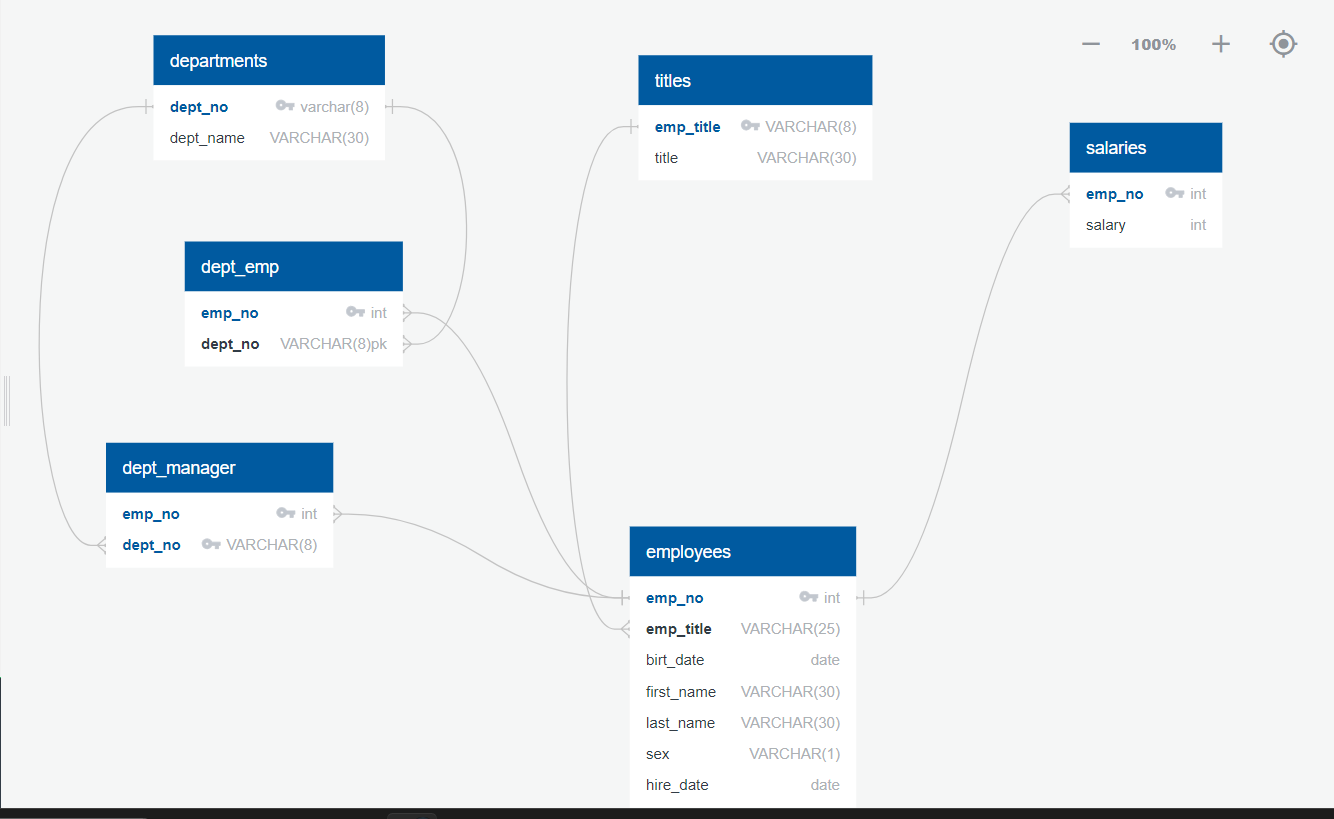 100%
departments
dept_no varchar(8)
dept_name VARCHAR(30)
titles
emp_title VARCHAR(8)
title VARCHAR(30)
salaries
emp_no int
salary int
dept_emp
emp_no int
dept_no VARCHAR(8)pk
dept_manager
emp_no int
dept_no VARCHAR(8)
employees
emp_no int
emp_title VARCHAR(25)
birt_date date
first_name VARCHAR(30)
last_name VARCHAR(30)
sex VARCHAR(1)
hire_date date